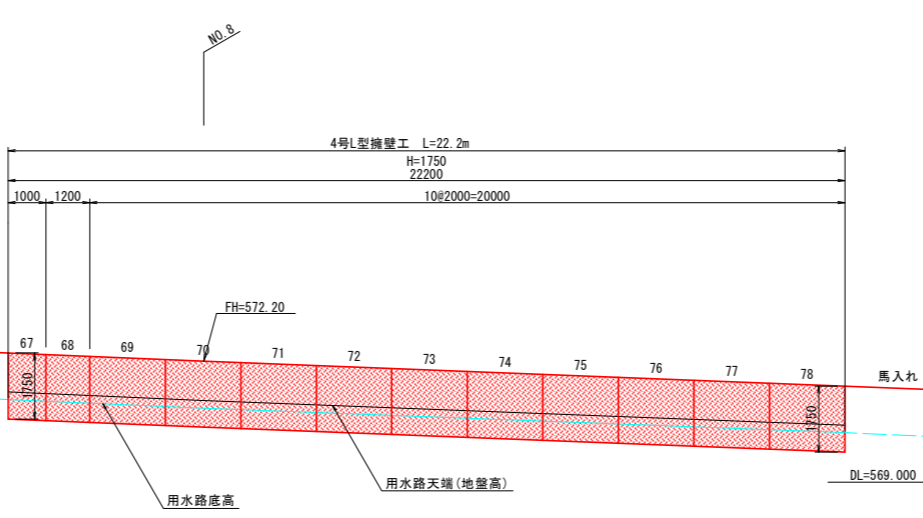 NO.8
4号L型擁壁工 L=22.2m
H=1750
22200
1000 1200 10@2000=20000
FH=572.20
67 68 69 70 71 72 73 74 75 76 77 78 馬入れ
1750 1750
DL=569.000
用水路天端(地盤高)
用水路底高